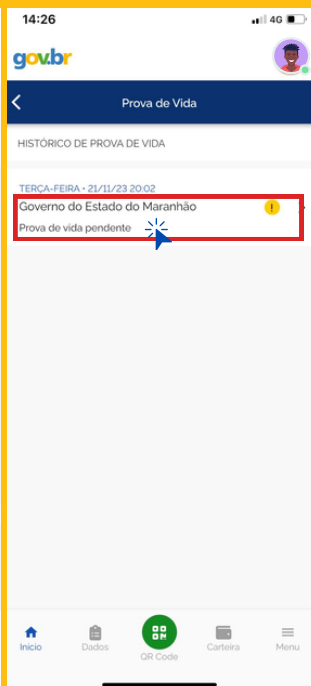 14:26
4G
gov.br
Prova de Vida
HISTÓRICO DE PROVA DE VIDA
TERÇA-FEIRA • 21/11/23 20:02
Governo do Estado do Maranhão
Prova de vida pendente
Início
Dados
QR Code
Carteira
Menu